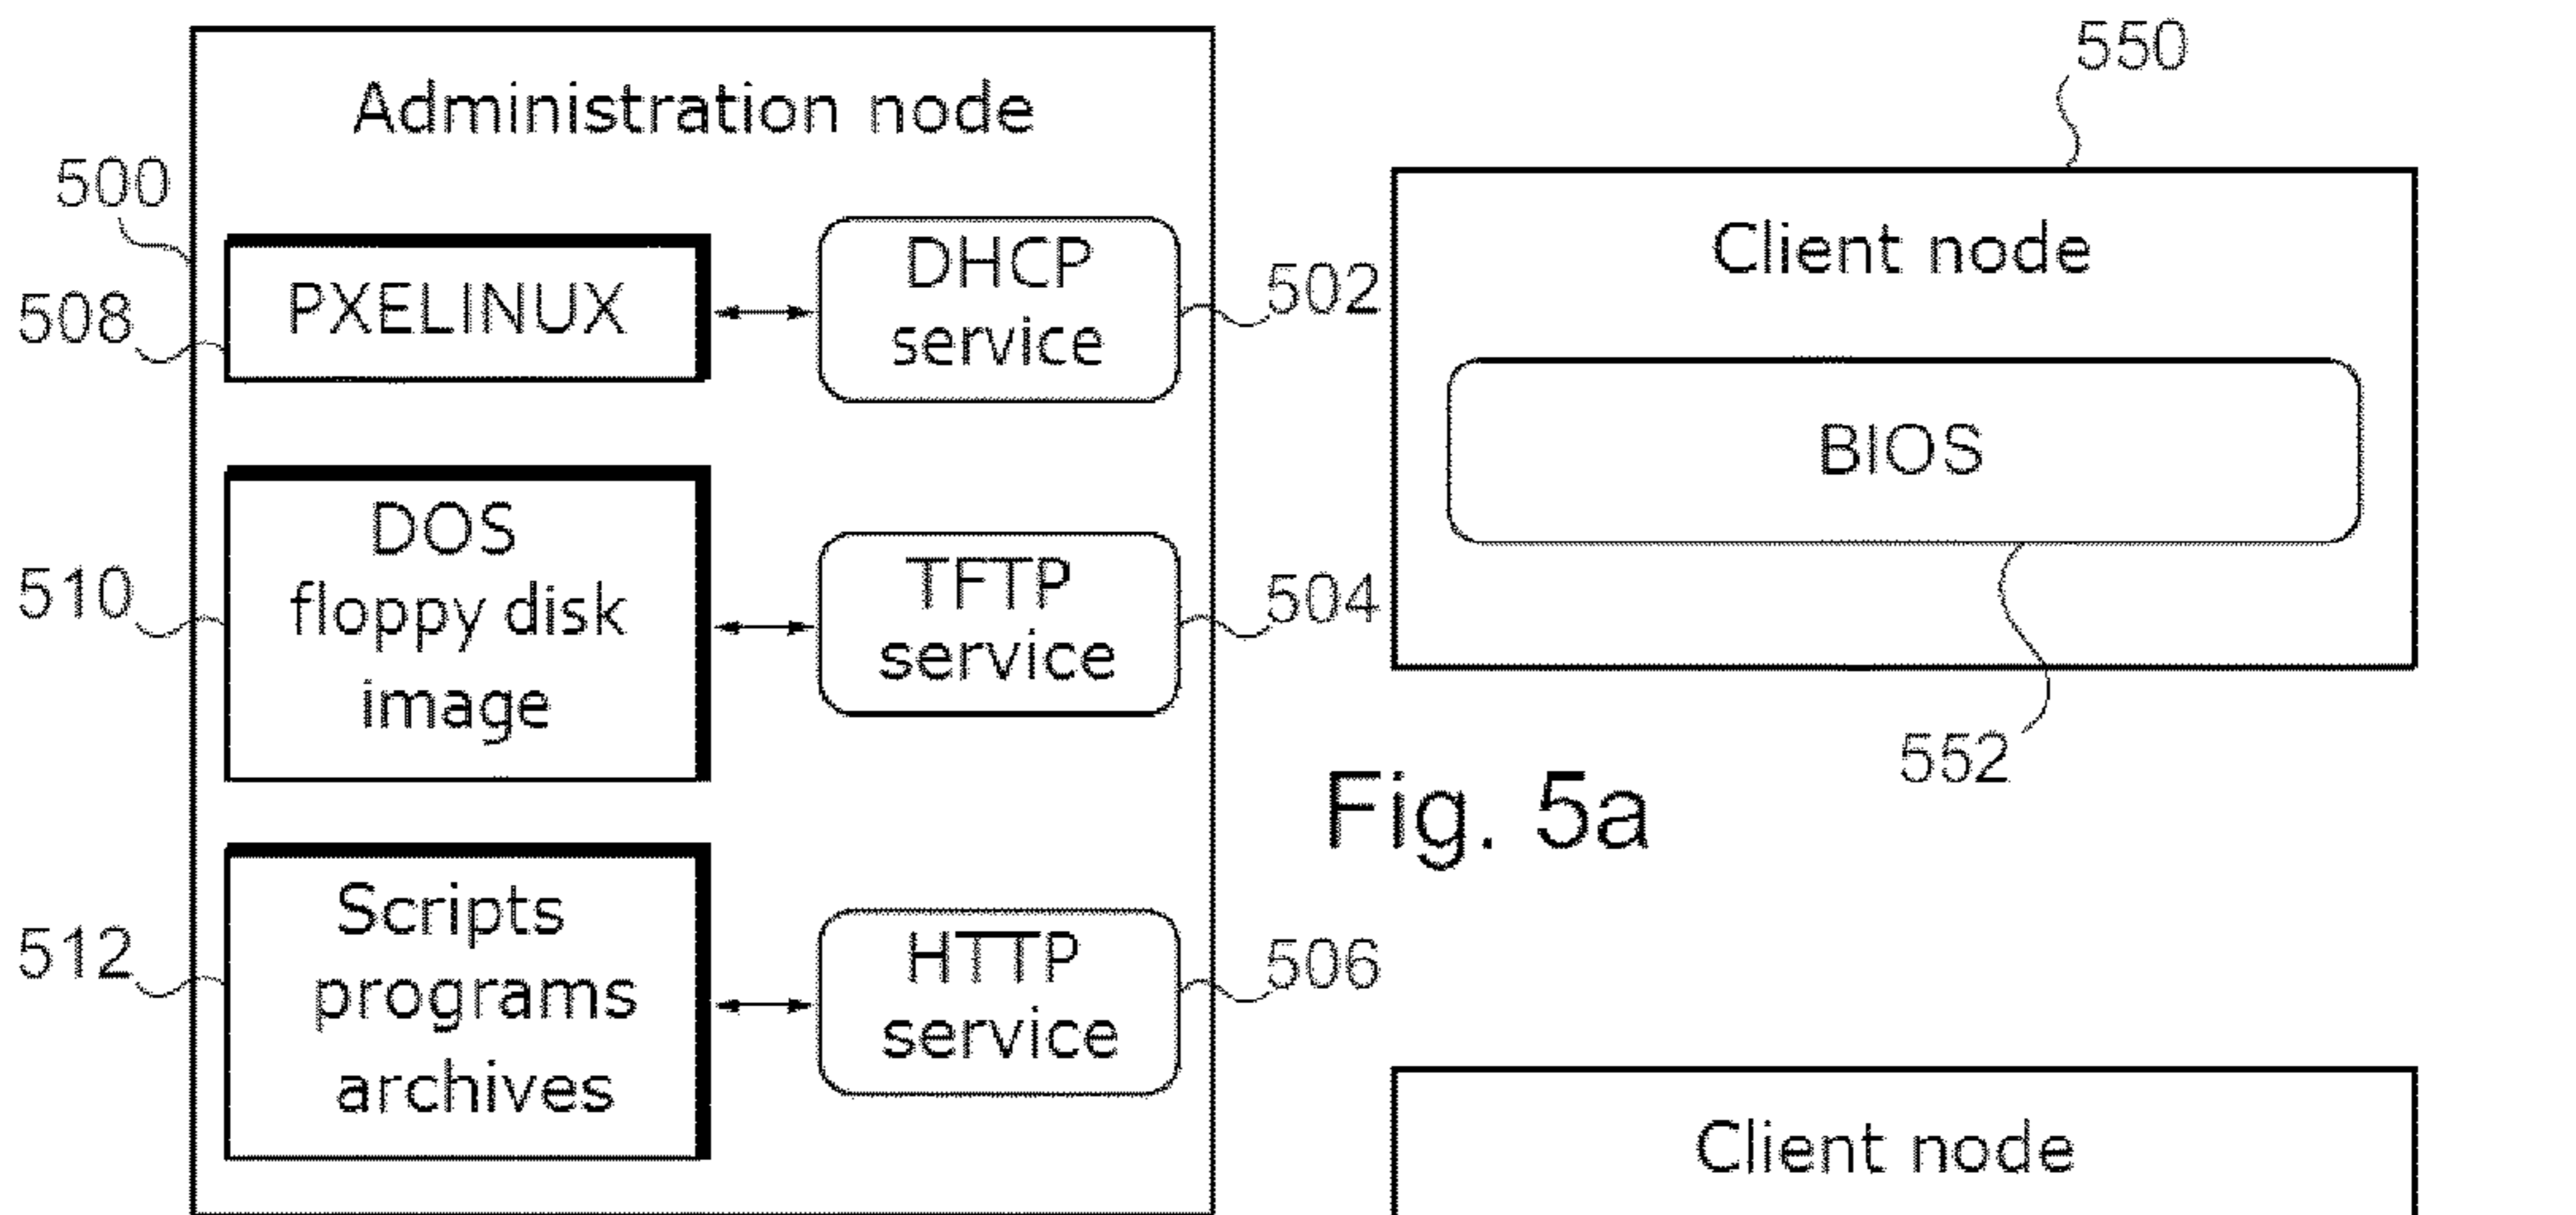 Administration node
500
508
PXELINUX
DHCP
service
502
510
DOS
floppy disk
image
TFTP
service
504
512
Scripts
programs
archives
HTTP
service
506
550
Client node
BIOS
552
Fig. 5a
Client node